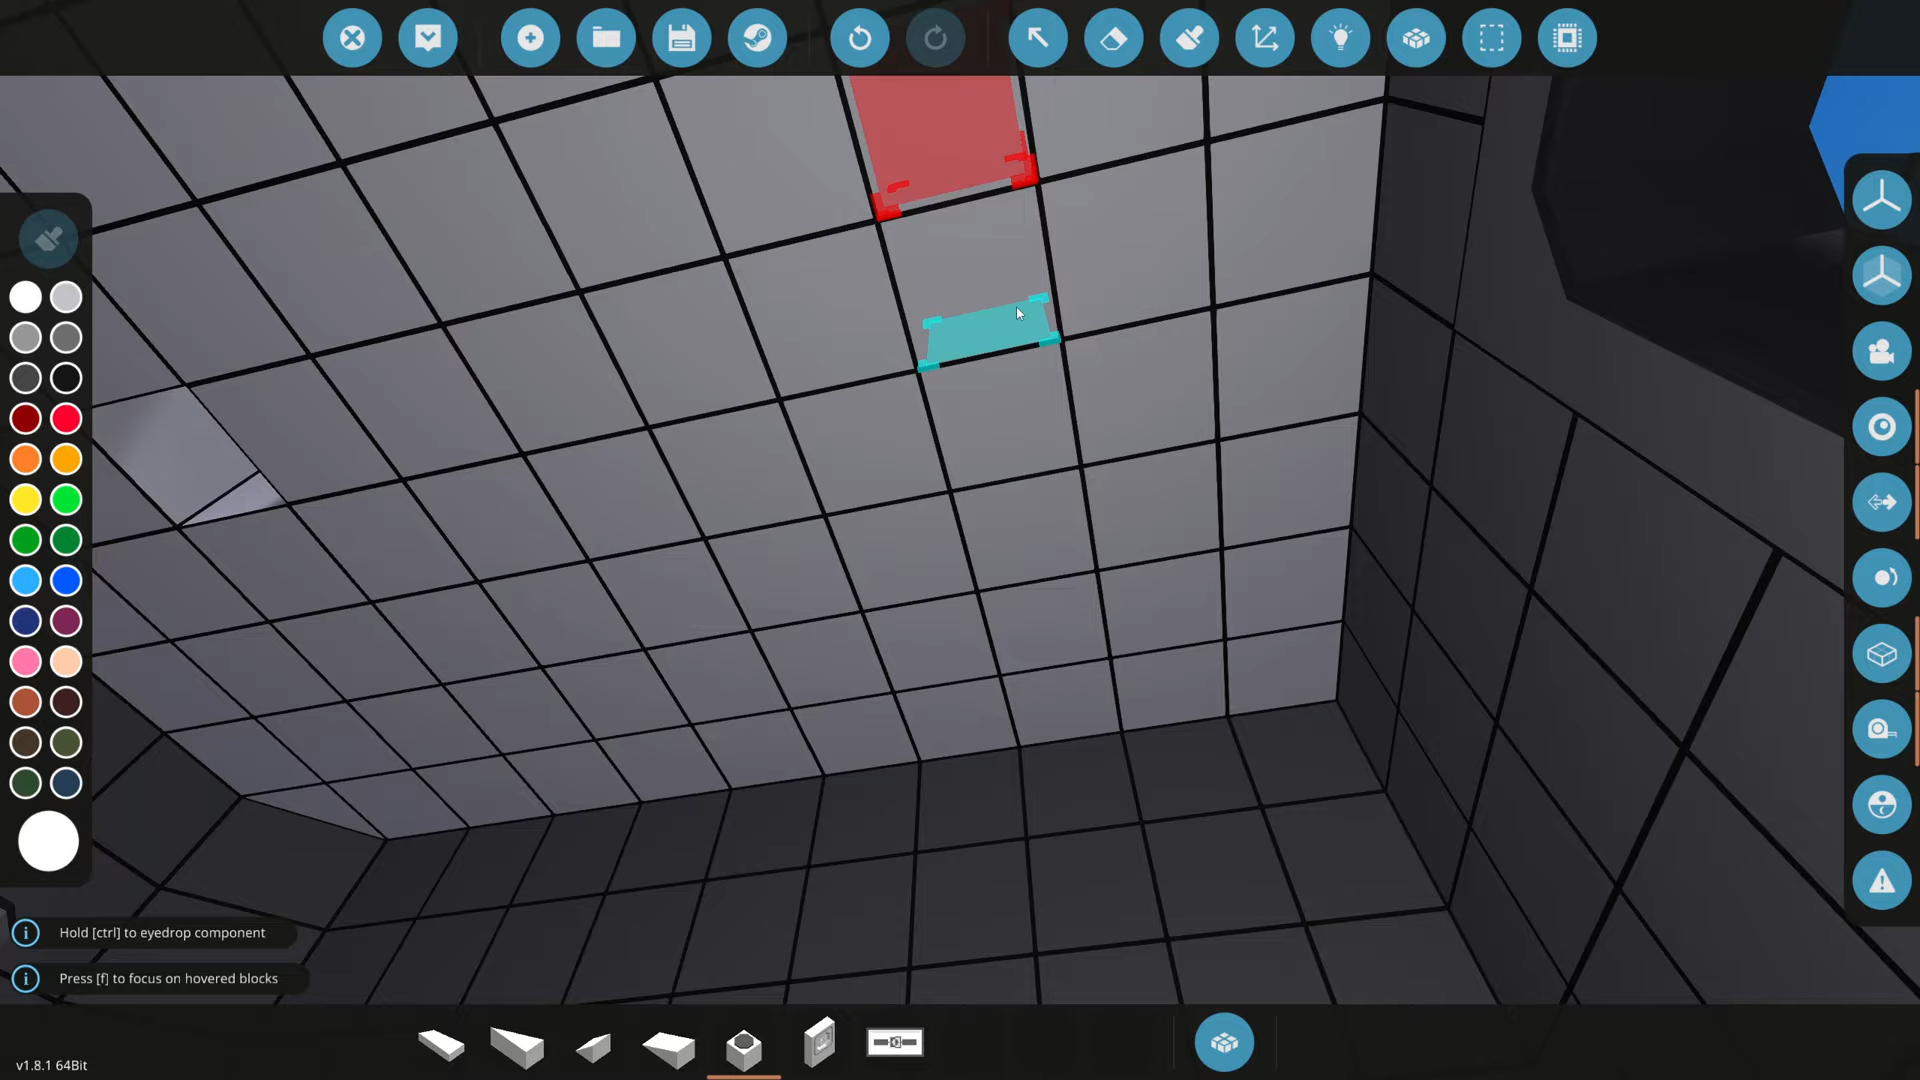 Hold [ctrl] to eyedrop component
Press [f] to focus on hovered blocks
v1.8.1 64Bit